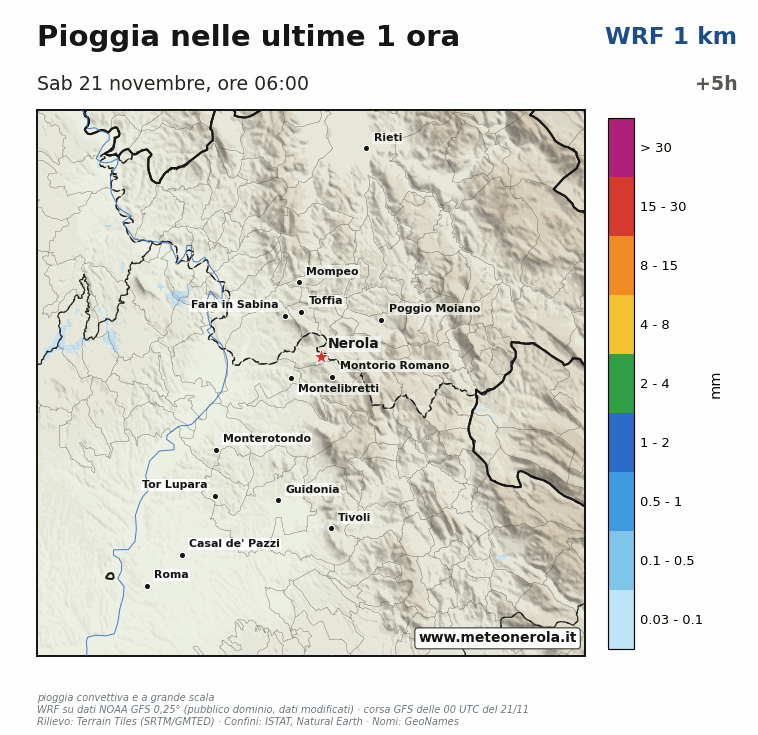 Pioggia nelle ultime 1 ora
WRF 1 km
Sab 21 novembre, ore 06:00
+5h
Rieti
Mompeo
Toffia
Fara in Sabina
Poggio Moiano
Nerola
Montorio Romano
Montelibretti
Monterotondo
Tor Lupara
Guidonia
Tivoli
Casal de' Pazzi
Roma
www.meteonerola.it
> 30
15 - 30
8 - 15
4 - 8
2 - 4
1 - 2
0.5 - 1
0.1 - 0.5
0.03 - 0.1
mm
pioggia convettiva e a grande scala
WRF su dati NOAA GFS 0,25° (pubblico dominio, dati modificati) · corsa GFS delle 00 UTC del 21/11
Rilievo: Terrain Tiles (SRTM/GMTED) · Confini: ISTAT, Natural Earth · Nomi: GeoNames